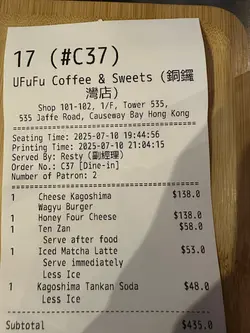 17 (#C37)
UFuFu Coffee & Sweets (銅鑼
灣店)
Shop 101-102, 1/F, Tower 535,
535 Jaffe Road, Causeway Bay Hong Kong
Seating Time: 2025-07-10 19:44:56
Printing Time: 2025-07-10 21:04:15
Served By: Resty (副經理)
Order No.: C37 [Dine-in]
Number of Patron: 2
1 Cheese Kagoshima $138.0
Wagyu Burger
1 Honey Four Cheese $138.0
1 Ten Zan $58.0
Serve after food
1 Iced Matcha Latte $53.0
Serve immediately
Less Ice
1 Kagoshima Tankan Soda $48.0
Less Ice
Subtotal $435.0